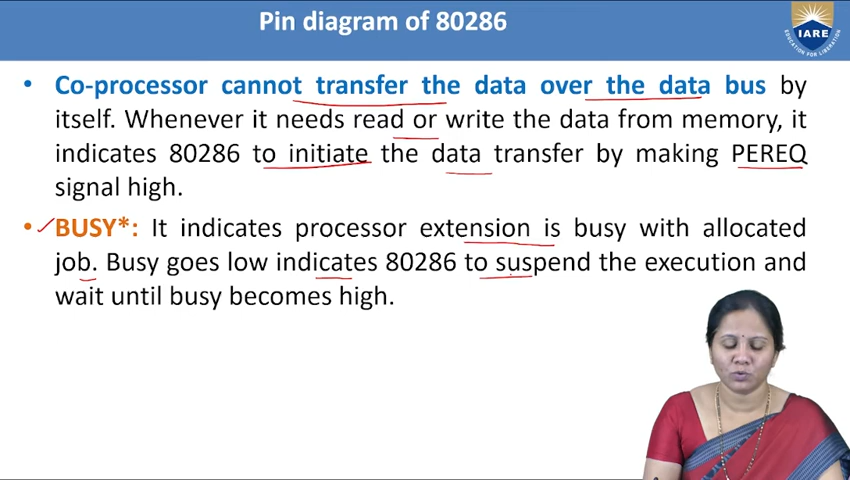 Pin diagram of 80286
IARE
EDUCATION FOR LIBERATION
• Co-processor cannot transfer the data over the data bus by
itself. Whenever it needs read or write the data from memory, it
indicates 80286 to initiate the data transfer by making PEREQ
signal high.
• BUSY*: It indicates processor extension is busy with allocated
job. Busy goes low indicates 80286 to suspend the execution and
wait until busy becomes high.